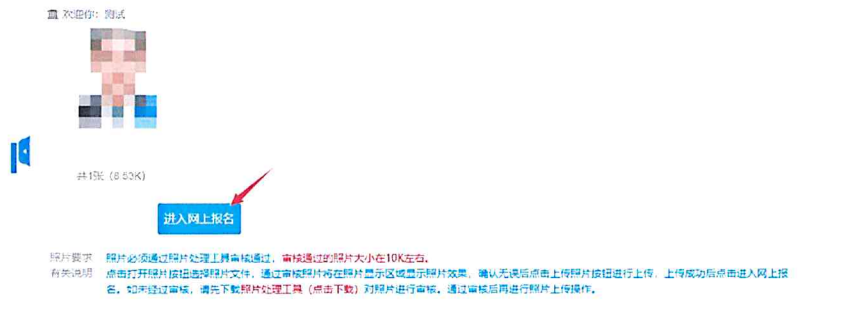 欢迎你：测试
共1张（6.53K）
进入网上报名
照片要求 照片必须通过照片处理工具审核通过，审核通过的照片大小在10K左右。
有关说明 点击打开照片按钮选择照片文件，通过审核照片将在照片显示区域显示照片效果，确认无误后点击上传照片按钮进行上传，上传成功后点击进入网上报
名。如未经过审核，请先下载照片处理工具（点击下载）对照片进行审核。通过审核后再进行照片上传操作。